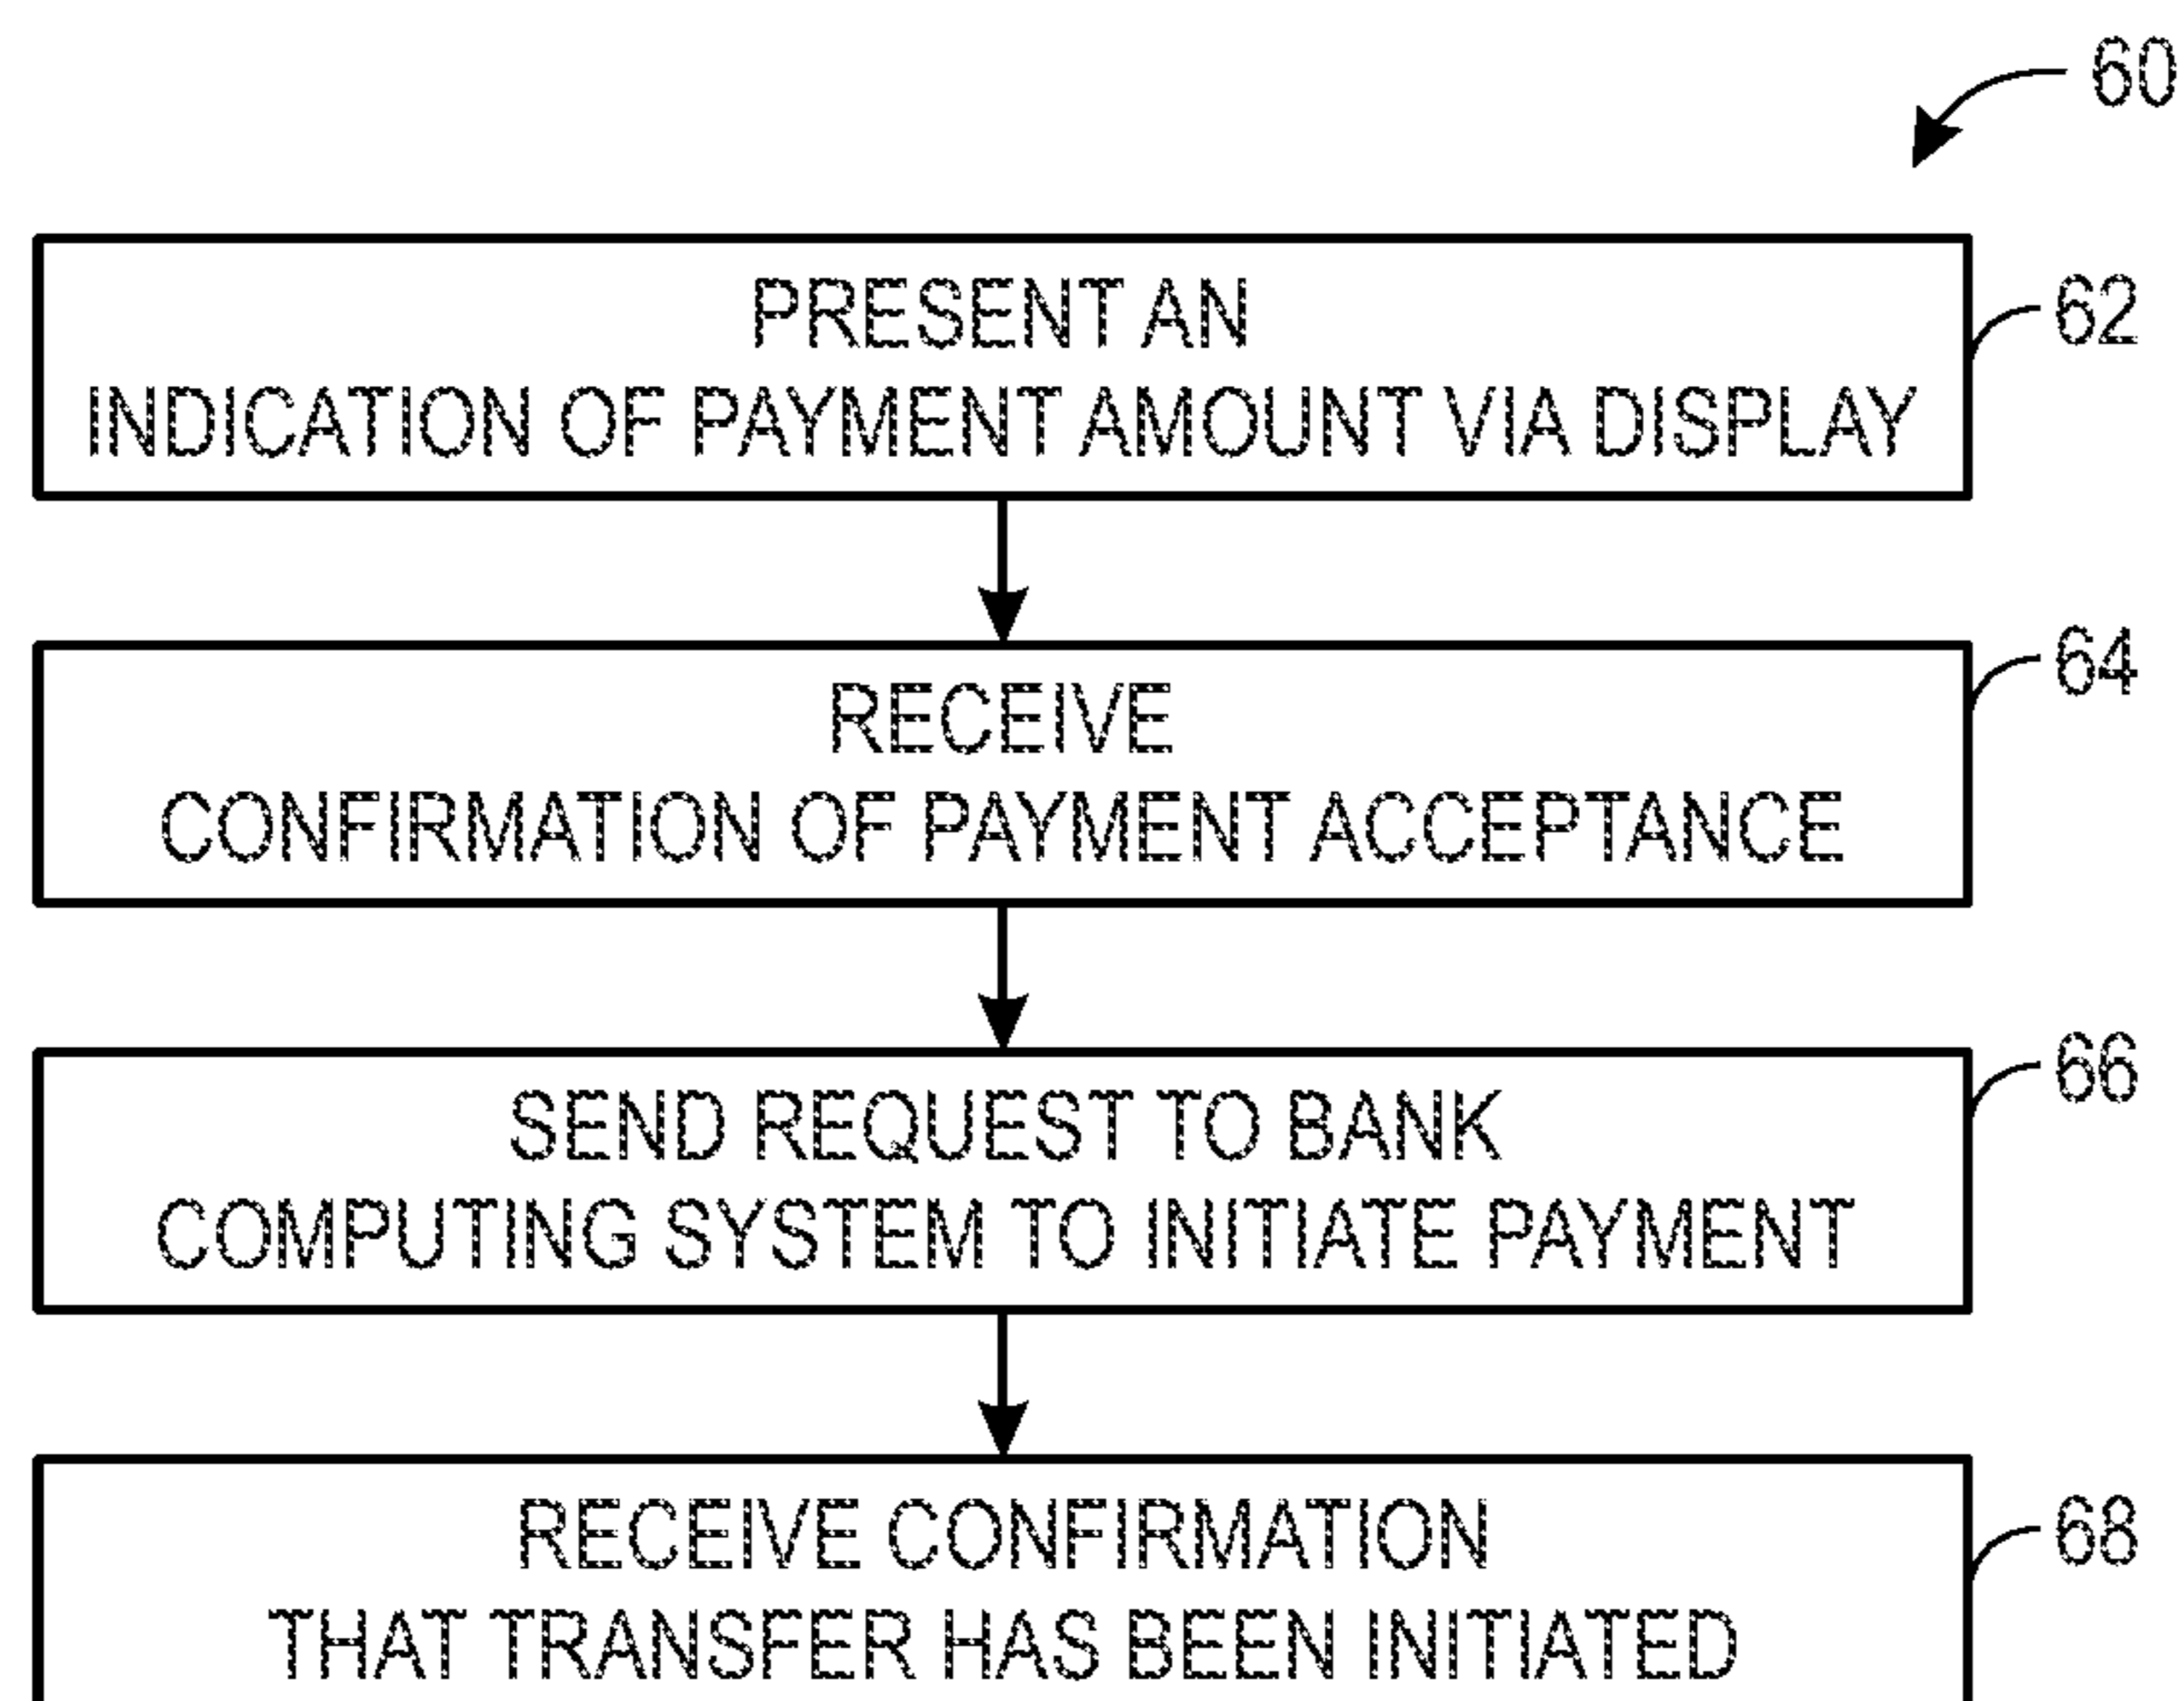 60
PRESENT AN
INDICATION OF PAYMENT AMOUNT VIA DISPLAY
62
RECEIVE
CONFIRMATION OF PAYMENT ACCEPTANCE
64
SEND REQUEST TO BANK
COMPUTING SYSTEM TO INITIATE PAYMENT
66
RECEIVE CONFIRMATION
THAT TRANSFER HAS BEEN INITIATED
68